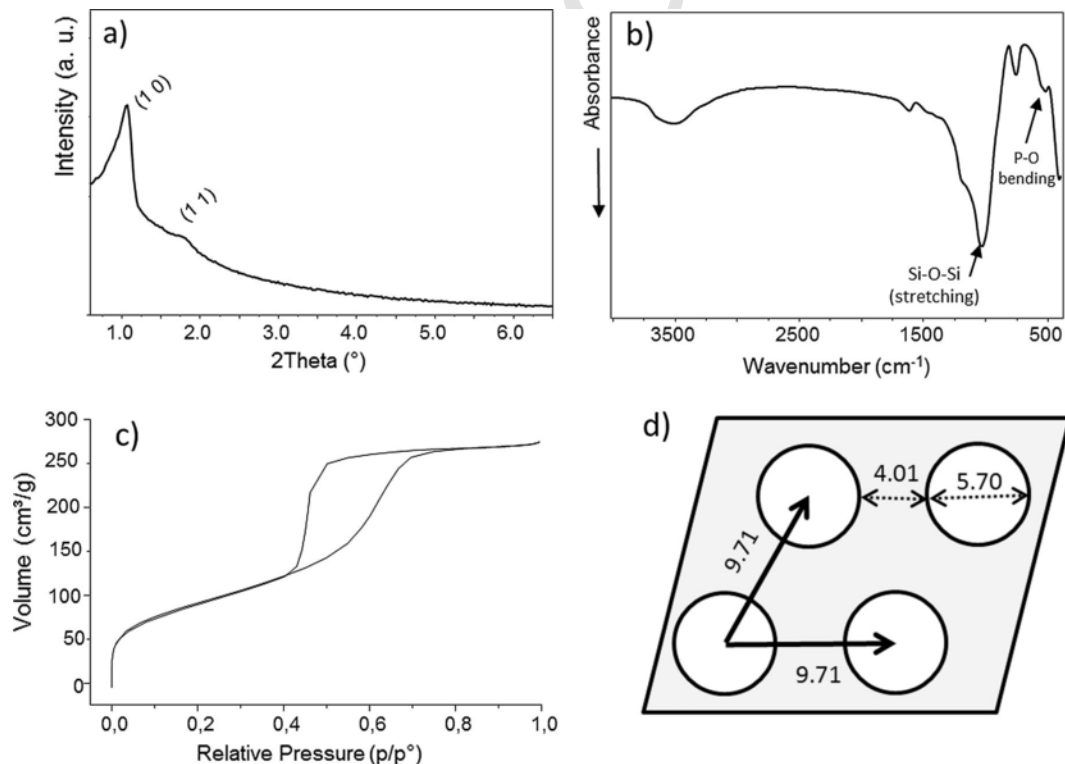 a)
Intensity (a. u.)
(1 0)
(1 1)
1.0 2.0 3.0 4.0 5.0 6.0
2Theta (°)
b)
Absorbance
P-O
bending
Si-O-Si
(stretching)
3500 2500 1500 500
Wavenumber (cm⁻¹)
c)
Volume (cm³/g)
300
250
200
150
100
50
0
0,0 0,2 0,4 0,6 0,8 1,0
Relative Pressure (p/p°)
d)
4.01 5.70
9.71
9.71